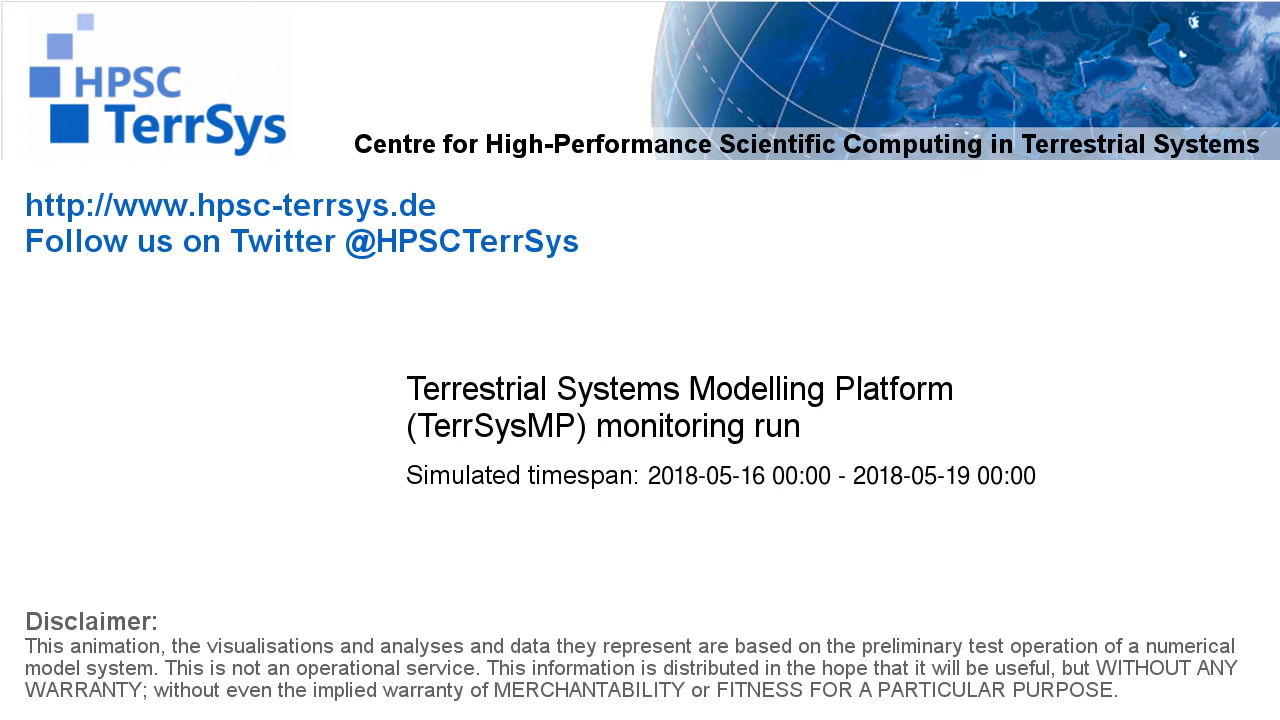 HPSC
TerrSys
Centre for High-Performance Scientific Computing in Terrestrial Systems
http://www.hpsc-terrsys.de
Follow us on Twitter @HPSCTerrSys
Terrestrial Systems Modelling Platform
(TerrSysMP) monitoring run
Simulated timespan: 2018-05-16 00:00 - 2018-05-19 00:00
Disclaimer:
This animation, the visualisations and analyses and data they represent are based on the preliminary test operation of a numerical
model system. This is not an operational service. This information is distributed in the hope that it will be useful, but WITHOUT ANY
WARRANTY; without even the implied warranty of MERCHANTABILITY or FITNESS FOR A PARTICULAR PURPOSE.